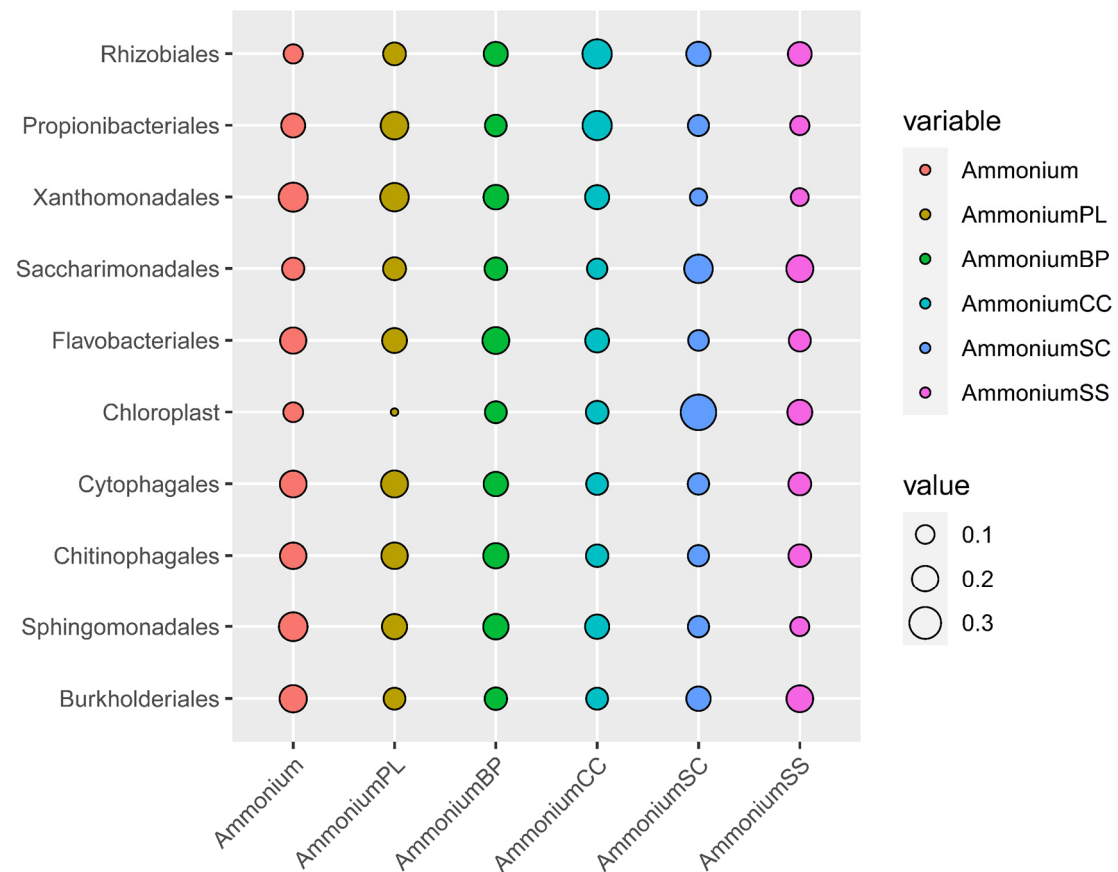 Rhizobiales
Propionibacteriales
Xanthomonadales
Saccharimonadales
Flavobacteriales
Chloroplast
Cytophagales
Chitinophagales
Sphingomonadales
Burkholderiales
Ammonium
AmmoniumPL
AmmoniumBP
AmmoniumCC
AmmoniumSC
AmmoniumSS
variable
Ammonium
AmmoniumPL
AmmoniumBP
AmmoniumCC
AmmoniumSC
AmmoniumSS
value
0.1
0.2
0.3